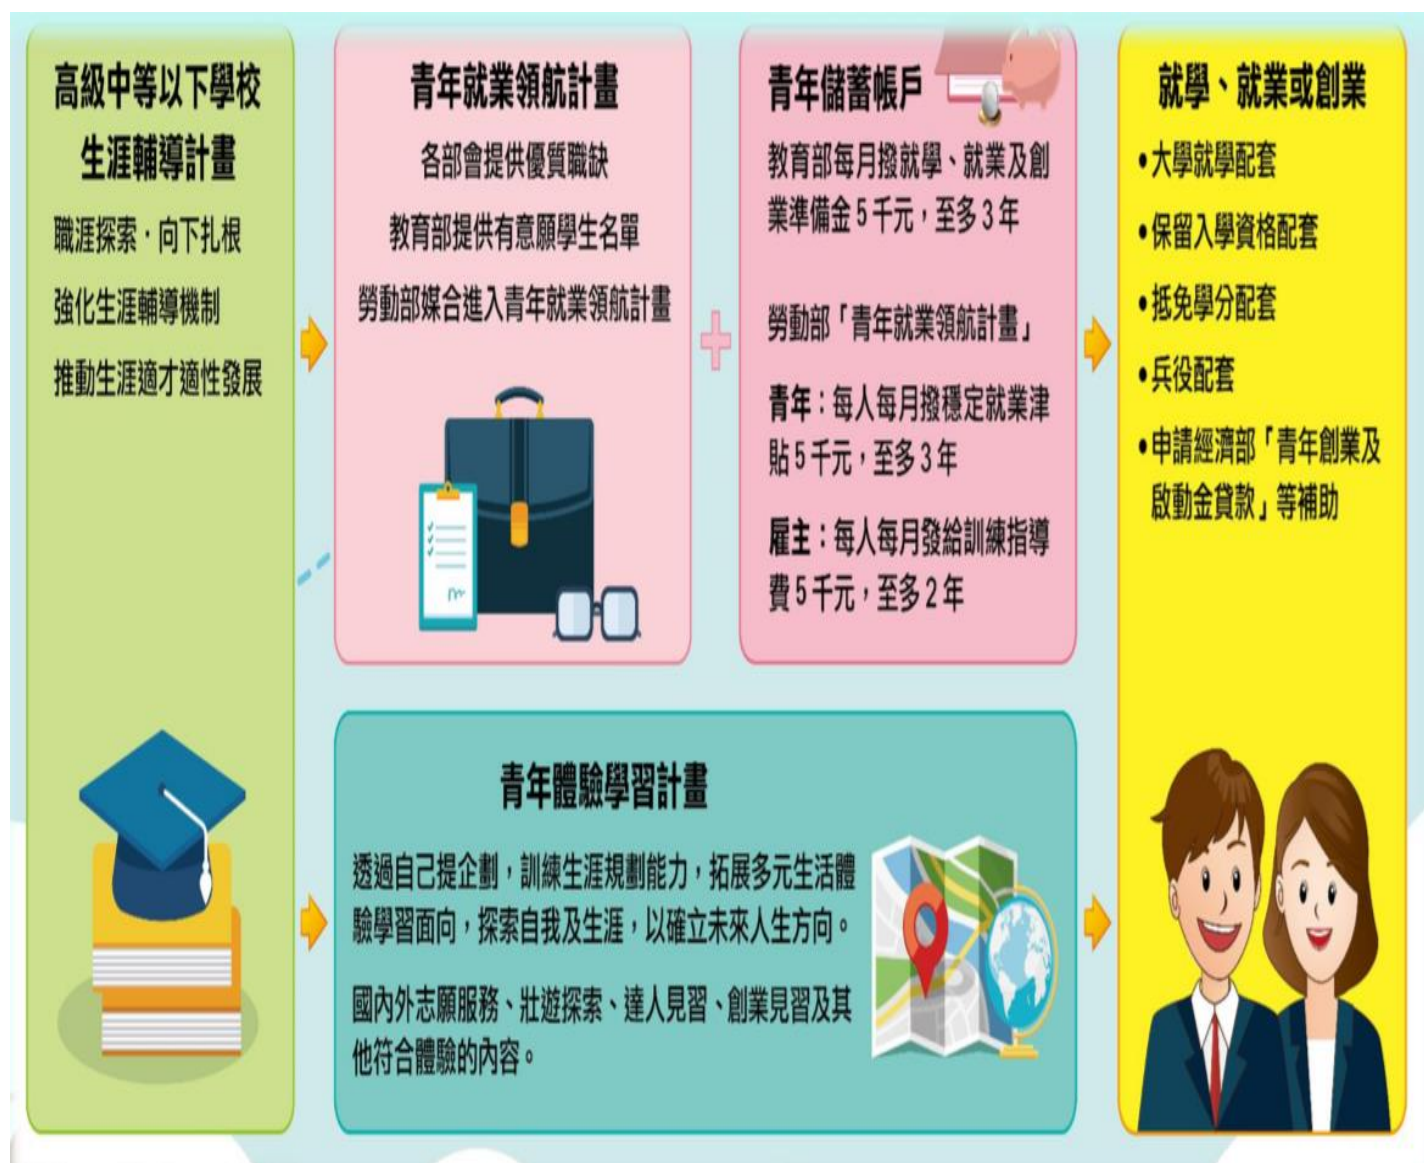 高級中等以下學校
生涯輔導計畫
職涯探索．向下扎根
強化生涯輔導機制
推動生涯適才適性發展
青年就業領航計畫
各部會提供優質職缺
教育部提供有意願學生名單
勞動部媒合進入青年就業領航計畫
青年儲蓄帳戶
教育部每月撥就學、就業及創
業準備金5千元，至多3年
勞動部「青年就業領航計畫」
青年：每人每月撥穩定就業津
貼5千元，至多3年
雇主：每人每月發給訓練指導
費5千元，至多2年
青年體驗學習計畫
透過自己提企劃，訓練生涯規劃能力，拓展多元生活體
驗學習面向，探索自我及生涯，以確立未來人生方向。
國內外志願服務、壯遊探索、達人見習、創業見習及其
他符合體驗的內容。
就學、就業或創業
•大學就學配套
•保留入學資格配套
•抵免學分配套
•兵役配套
•申請經濟部「青年創業及
啟動金貸款」等補助